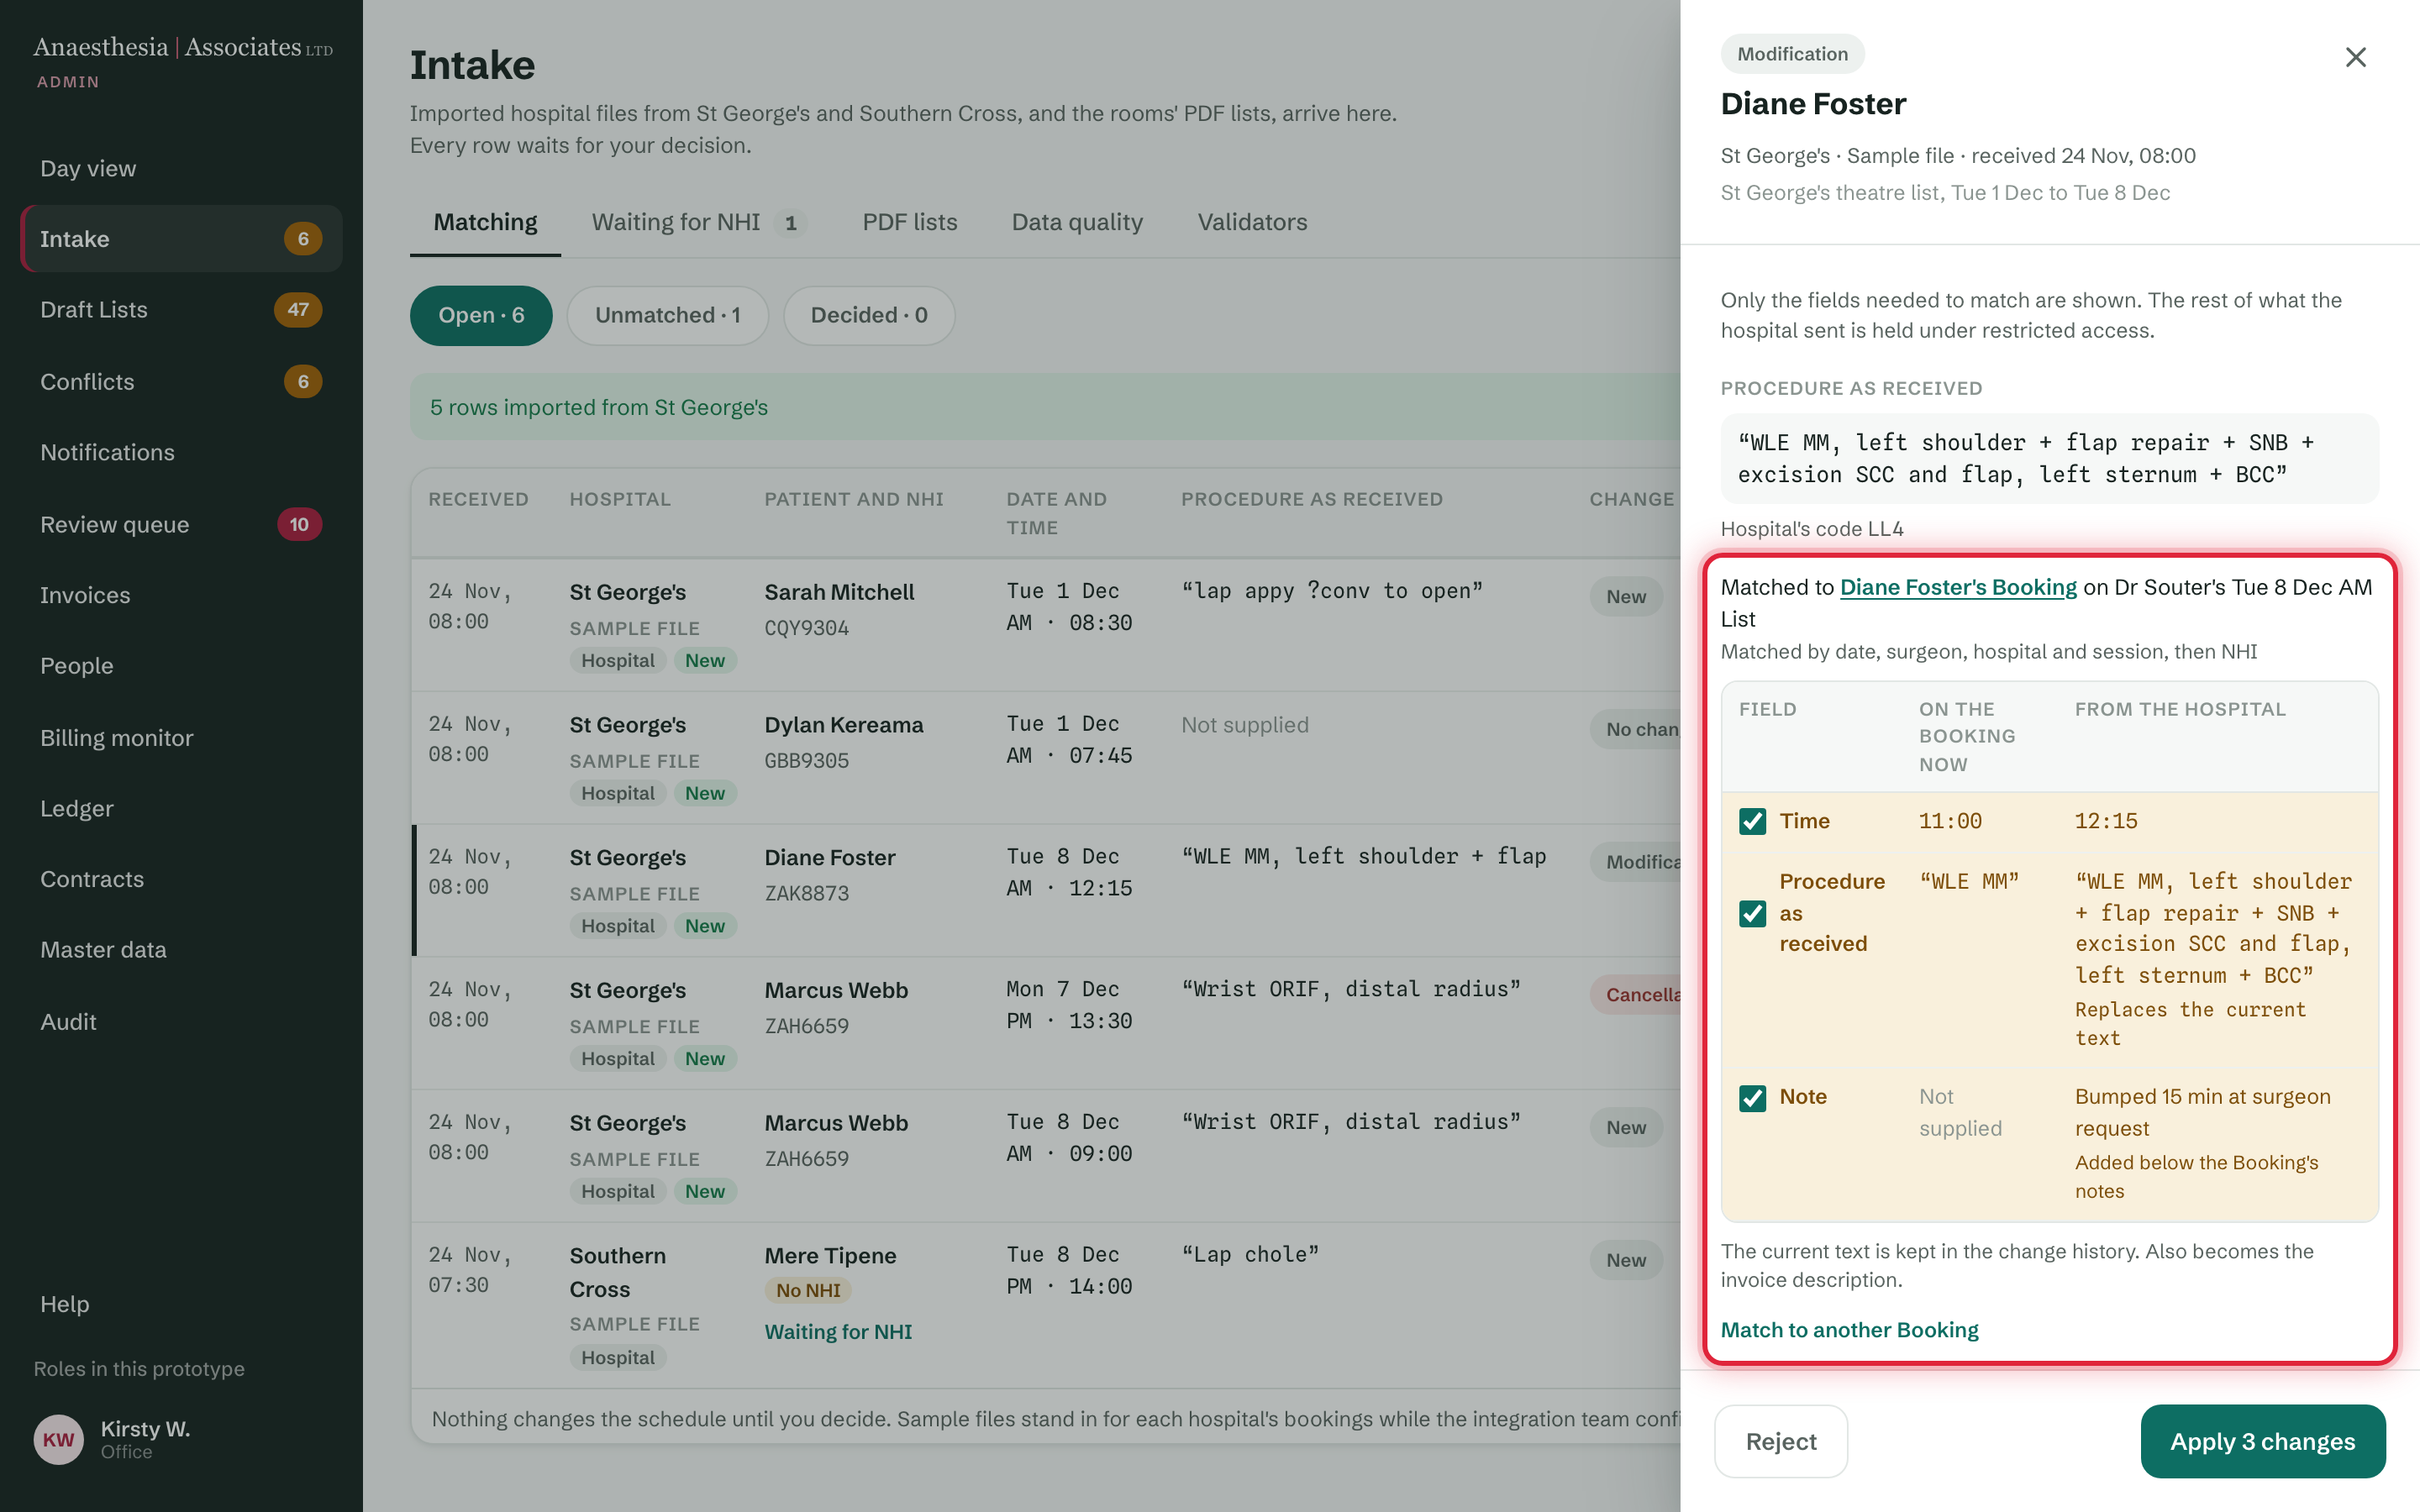 Anaesthesia | Associates LTD
ADMIN
Day view
Intake 6
Draft Lists 47
Conflicts 6
Notifications
Review queue 10
Invoices
People
Billing monitor
Ledger
Contracts
Master data
Audit
Help
Roles in this prototype
KW
Kirsty W.
Office
Intake
Imported hospital files from St George's and Southern Cross, and the rooms' PDF lists, arrive here.
Every row waits for your decision.
Matching Waiting for NHI 1 PDF lists Data quality Validators
Open · 6 Unmatched · 1 Decided · 0
5 rows imported from St George's
RECEIVED HOSPITAL PATIENT AND NHI DATE AND TIME PROCEDURE AS RECEIVED CHANGE
24 Nov, St George's Sarah Mitchell Tue 1 Dec “lap appy ?conv to open” New
08:00 SAMPLE FILE CQY9304 AM · 08:30
Hospital New
24 Nov, St George's Dylan Kereama Tue 1 Dec Not supplied No chan
08:00 SAMPLE FILE GBB9305 AM · 07:45
Hospital New
24 Nov, St George's Diane Foster Tue 8 Dec “WLE MM, left shoulder + flap Modifica
08:00 SAMPLE FILE ZAK8873 AM · 12:15
Hospital New
24 Nov, St George's Marcus Webb Mon 7 Dec “Wrist ORIF, distal radius” Cancella
08:00 SAMPLE FILE ZAH6659 PM · 13:30
Hospital New
24 Nov, St George's Marcus Webb Tue 8 Dec “Wrist ORIF, distal radius” New
08:00 SAMPLE FILE ZAH6659 AM · 09:00
Hospital New
24 Nov, Southern Mere Tipene Tue 8 Dec “Lap chole” New
07:30 Cross No NHI PM · 14:00
SAMPLE FILE Waiting for NHI
Hospital
Nothing changes the schedule until you decide. Sample files stand in for each hospital's bookings while the integration team confi
Modification
Diane Foster
St George's · Sample file · received 24 Nov, 08:00
St George's theatre list, Tue 1 Dec to Tue 8 Dec
Only the fields needed to match are shown. The rest of what the
hospital sent is held under restricted access.
PROCEDURE AS RECEIVED
“WLE MM, left shoulder + flap repair + SNB +
excision SCC and flap, left sternum + BCC”
Hospital's code LL4
Matched to Diane Foster's Booking on Dr Souter's Tue 8 Dec AM
List
Matched by date, surgeon, hospital and session, then NHI
FIELD ON THE BOOKING NOW FROM THE HOSPITAL
Time 11:00 12:15
Procedure “WLE MM” “WLE MM, left shoulder
as + flap repair + SNB +
received excision SCC and flap,
left sternum + BCC”
Replaces the current
text
Note Not Bumped 15 min at surgeon
supplied request
Added below the Booking's
notes
The current text is kept in the change history. Also becomes the
invoice description.
Match to another Booking
Reject Apply 3 changes